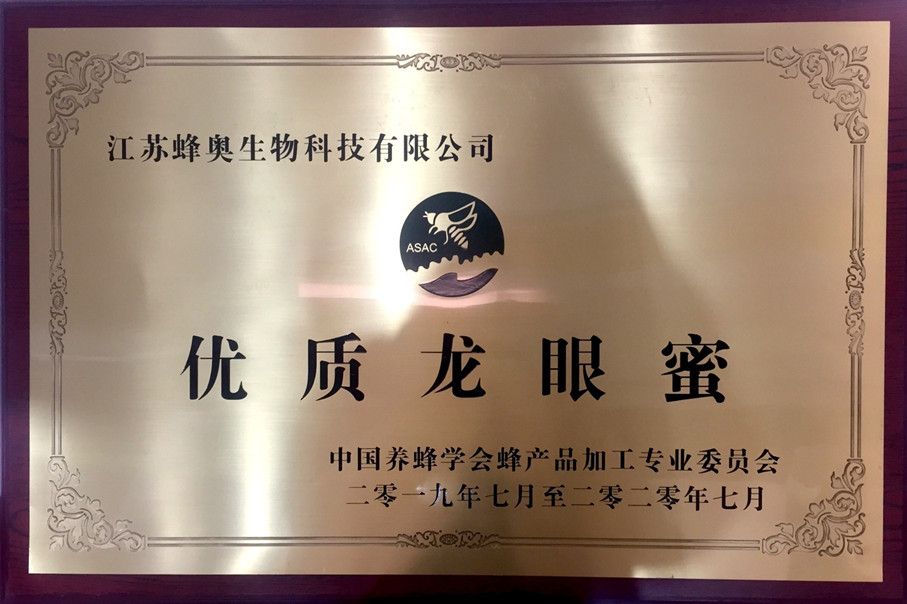 江苏蜂奥生物科技有限公司
ASAC
优质龙眼蜜
中国养蜂学会蜂产品加工专业委员会
二零一九年七月至二零二零年七月